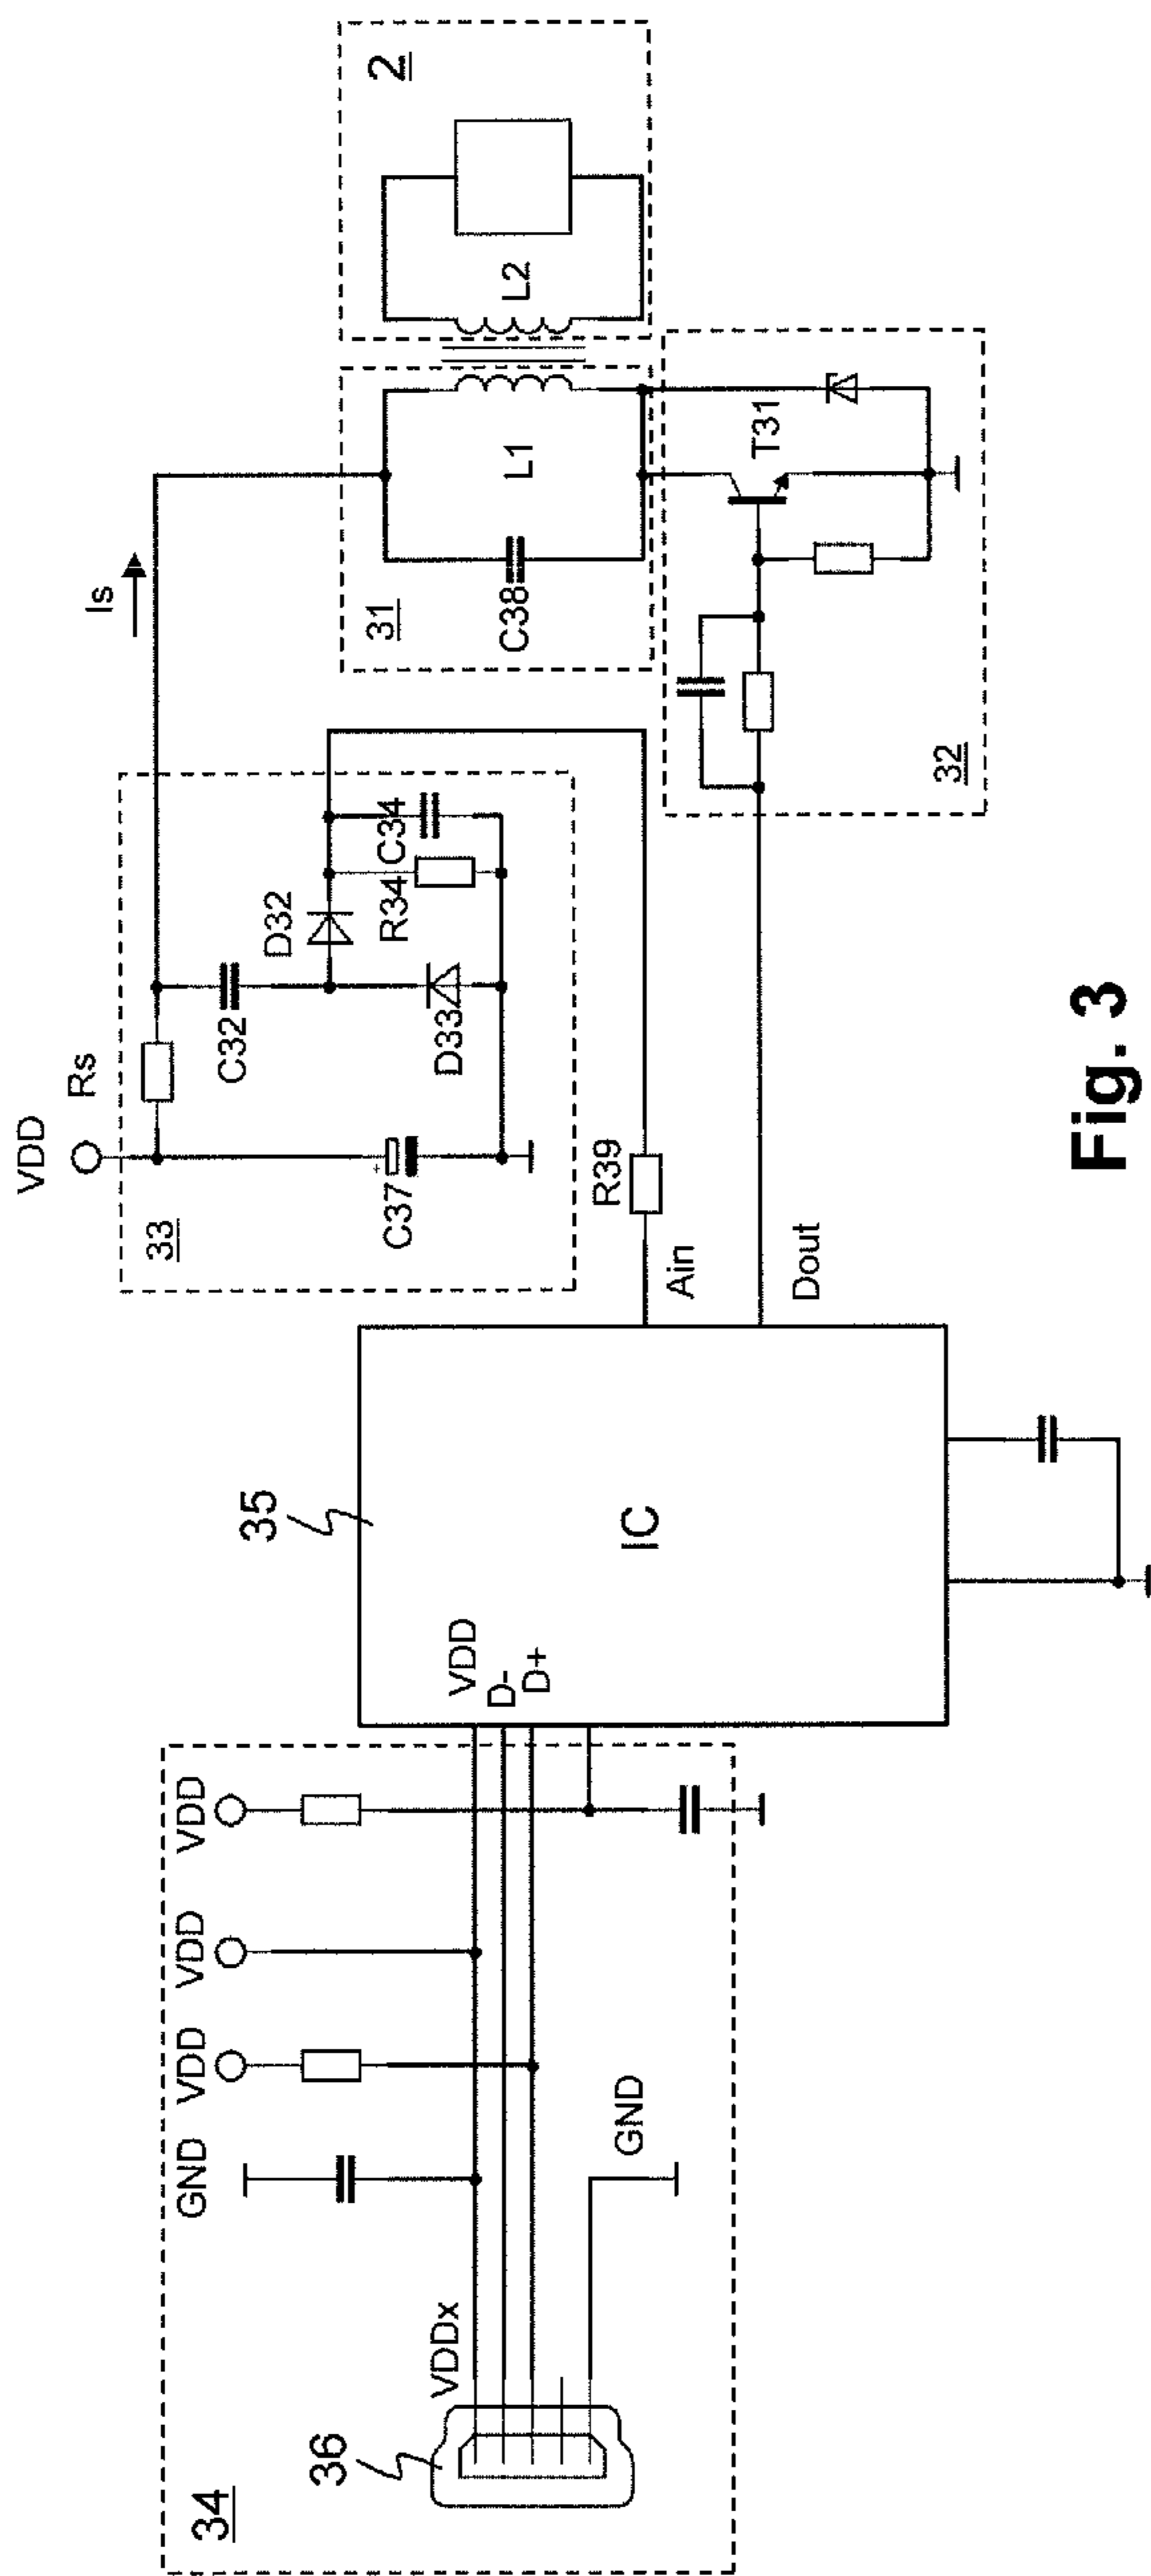 34
36
VDDx
GND
GND
VDD
VDD
VDD
VDD
D-
D+
35
IC
Ain
Dout
R39
33
VDD
Rs
C37
C32
D33
D32
R34
C34
Is
31
C38
L1
L2
2
T31
32
Fig. 3